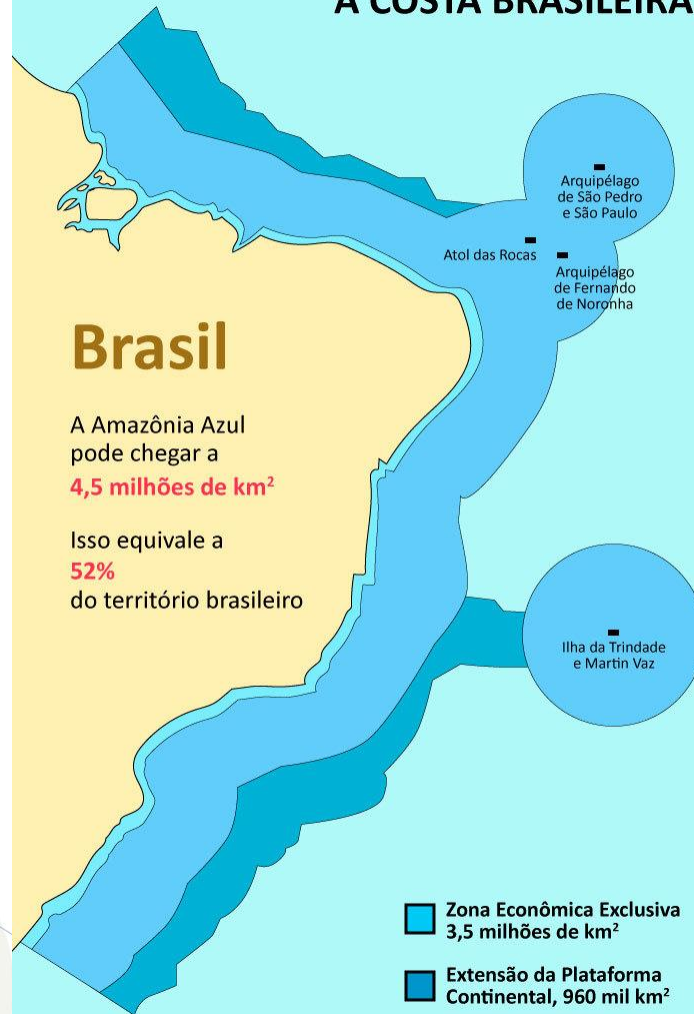 A COSTA BRASILEIRA
Arquipélago
de São Pedro
e São Paulo
Atol das Rocas
Arquipélago
de Fernando
de Noronha
Brasil
A Amazônia Azul
pode chegar a
4,5 milhões de km²
Isso equivale a
52%
do território brasileiro
Ilha da Trindade
e Martin Vaz
Zona Econômica Exclusiva
3,5 milhões de km²
Extensão da Plataforma
Continental, 960 mil km²